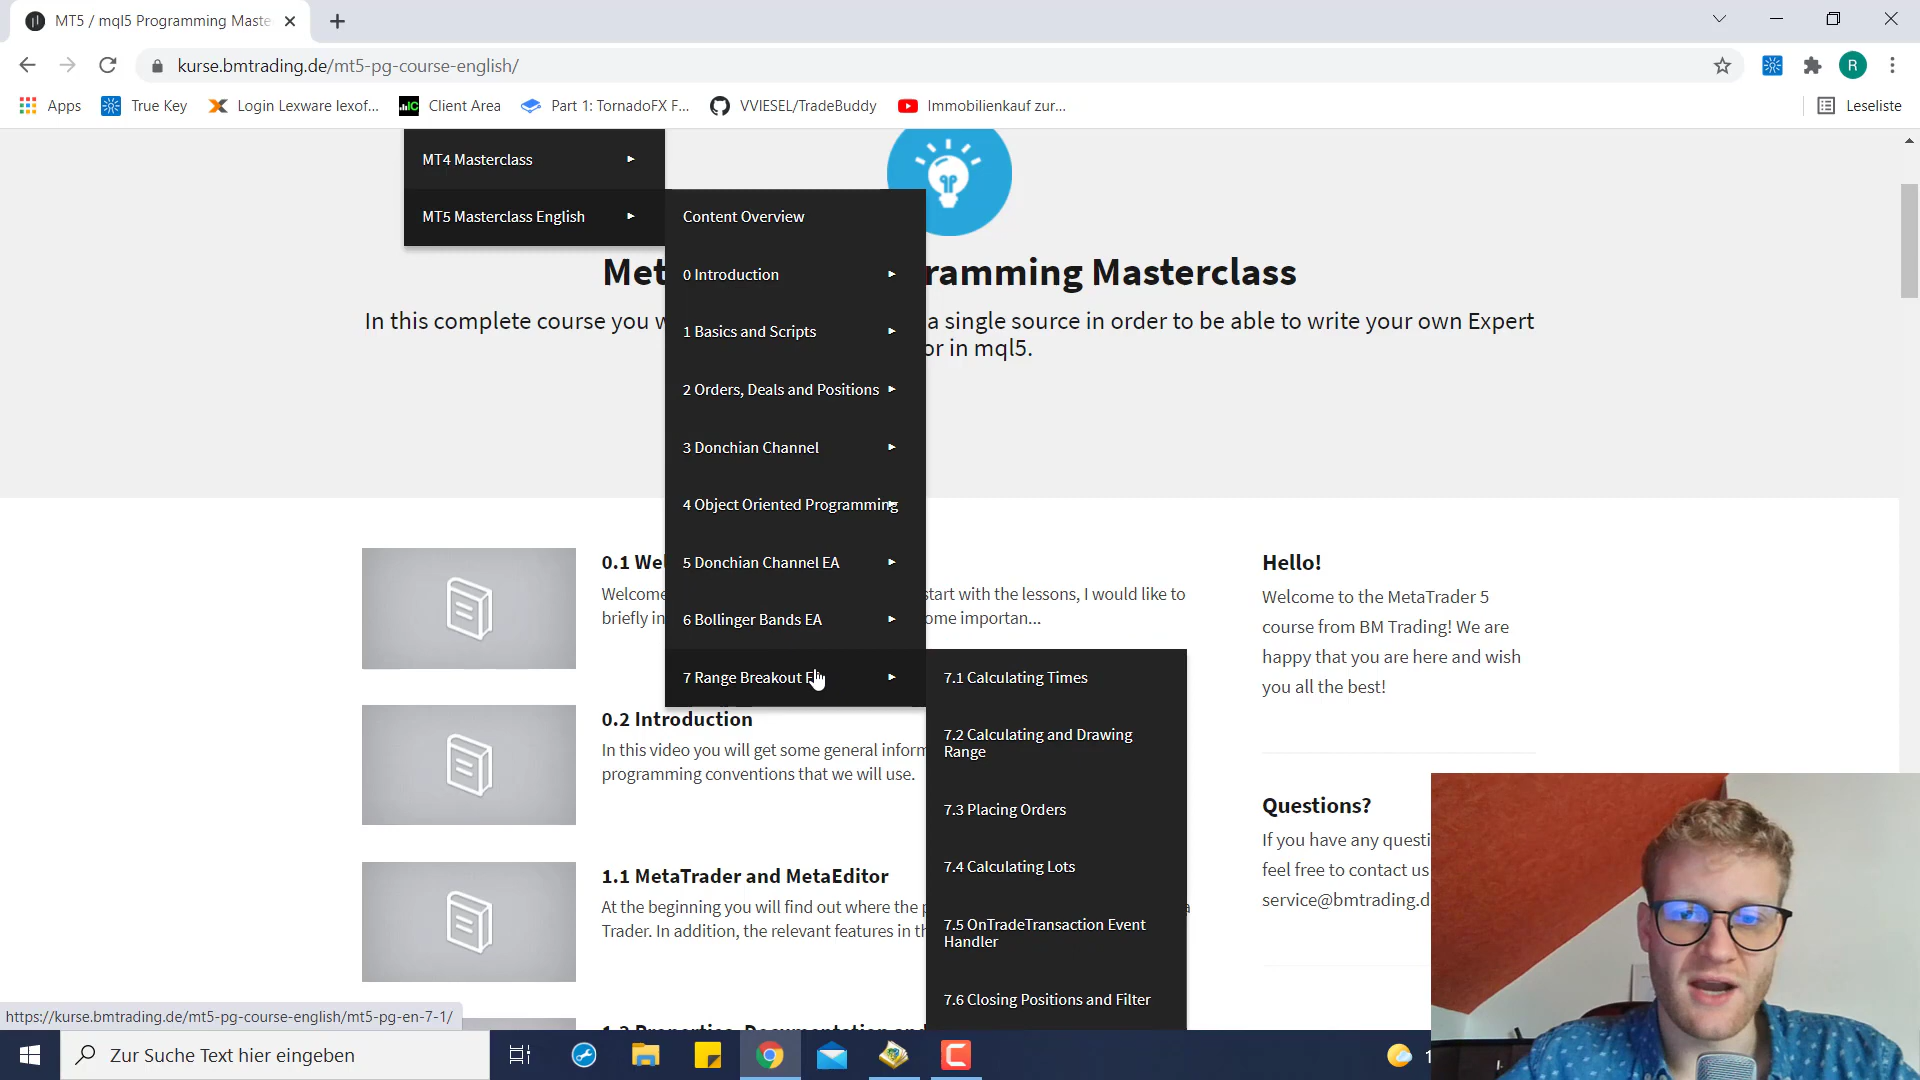 MT5 / mql5 Programming Maste
kurse.bmtrading.de/mt5-pg-course-english/
R
Apps
True Key
Login Lexware lexof...
Client Area
Part 1: TornadoFX F...
VVIESEL/TradeBuddy
Immobilienkauf zur...
Leseliste
MT4 Masterclass
MT5 Masterclass English
Content Overview
0 Introduction
1 Basics and Scripts
2 Orders, Deals and Positions
3 Donchian Channel
4 Object Oriented Programming
5 Donchian Channel EA
6 Bollinger Bands EA
7 Range Breakout
7.1 Calculating Times
7.2 Calculating and Drawing
Range
7.3 Placing Orders
7.4 Calculating Lots
7.5 OnTradeTransaction Event
Handler
7.6 Closing Positions and Filter
Met ramming Masterclass
In this complete course you w a single source in order to be able to write your own Expert
or in mql5.
0.1 Wel
Welcome start with the lessons, I would like to
briefly in ome importan...
0.2 Introduction
In this video you will get some general inform
programming conventions that we will use.
1.1 MetaTrader and MetaEditor
At the beginning you will find out where the p a
Trader. In addition, the relevant features in th
Hello!
Welcome to the MetaTrader 5
course from BM Trading! We are
happy that you are here and wish
you all the best!
Questions?
If you have any questi
feel free to contact us
service@bmtrading.d
https://kurse.bmtrading.de/mt5-pg-course-english/mt5-pg-en-7-1/
Zur Suche Text hier eingeben